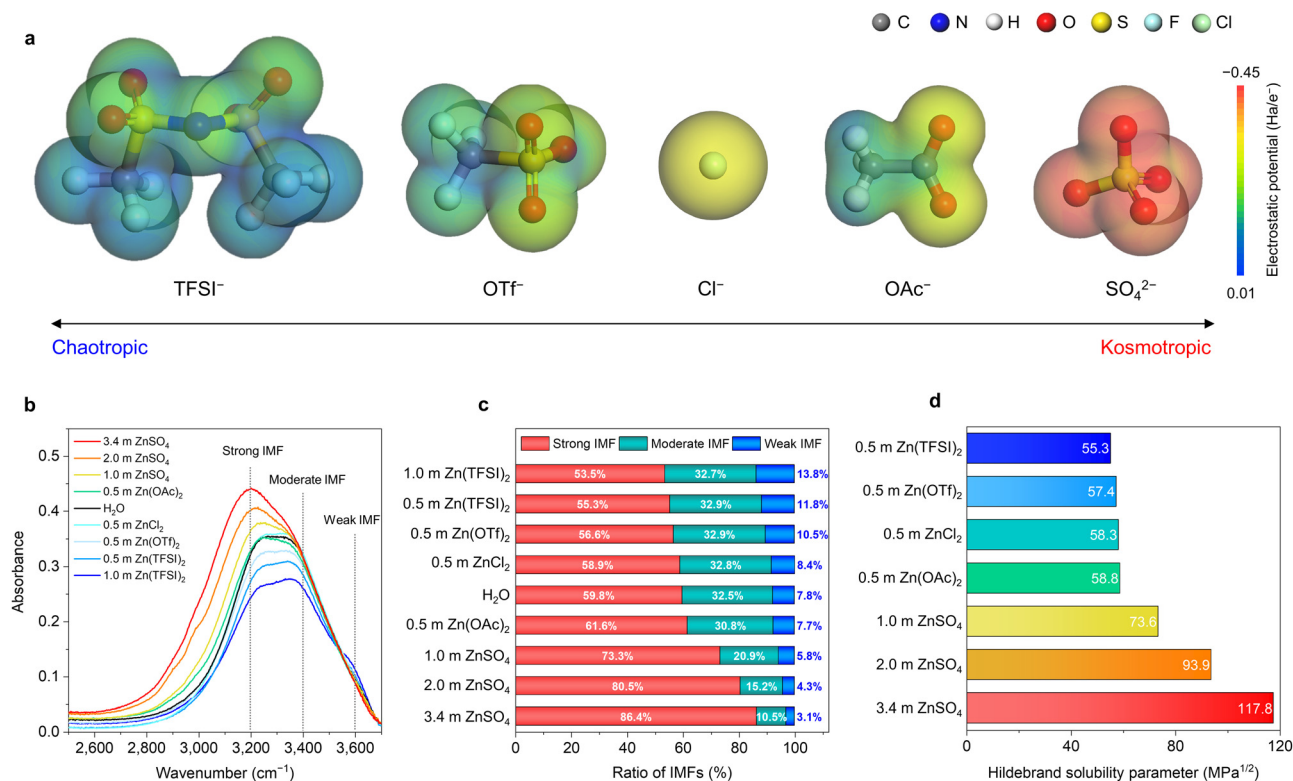 C N H O S F Cl
a
−0.45
Electrostatic potential (Ha/e⁻)
0.01
TFSI⁻ OTf⁻ Cl⁻ OAc⁻ SO₄²⁻
Chaotropic Kosmotropic
b
3.4 m ZnSO₄
2.0 m ZnSO₄
1.0 m ZnSO₄
0.5 m Zn(OAc)₂
H₂O
0.5 m ZnCl₂
0.5 m Zn(OTf)₂
0.5 m Zn(TFSI)₂
1.0 m Zn(TFSI)₂
Strong IMF
Moderate IMF
Weak IMF
0.5
0.4
0.3
0.2
0.1
0.0
Absorbance
2,600 2,800 3,000 3,200 3,400 3,600
Wavenumber (cm⁻¹)
c
Strong IMF Moderate IMF Weak IMF
1.0 m Zn(TFSI)₂ 53.5% 32.7% 13.8%
0.5 m Zn(TFSI)₂ 55.3% 32.9% 11.8%
0.5 m Zn(OTf)₂ 56.6% 32.9% 10.5%
0.5 m ZnCl₂ 58.9% 32.8% 8.4%
H₂O 59.8% 32.5% 7.8%
0.5 m Zn(OAc)₂ 61.6% 30.8% 7.7%
1.0 m ZnSO₄ 73.3% 20.9% 5.8%
2.0 m ZnSO₄ 80.5% 15.2% 4.3%
3.4 m ZnSO₄ 86.4% 10.5% 3.1%
0 20 40 60 80 100
Ratio of IMFs (%)
d
0.5 m Zn(TFSI)₂ 55.3
0.5 m Zn(OTf)₂ 57.4
0.5 m ZnCl₂ 58.3
0.5 m Zn(OAc)₂ 58.8
1.0 m ZnSO₄ 73.6
2.0 m ZnSO₄ 93.9
3.4 m ZnSO₄ 117.8
0 40 80 120
Hildebrand solubility parameter (MPa¹ᐟ²)